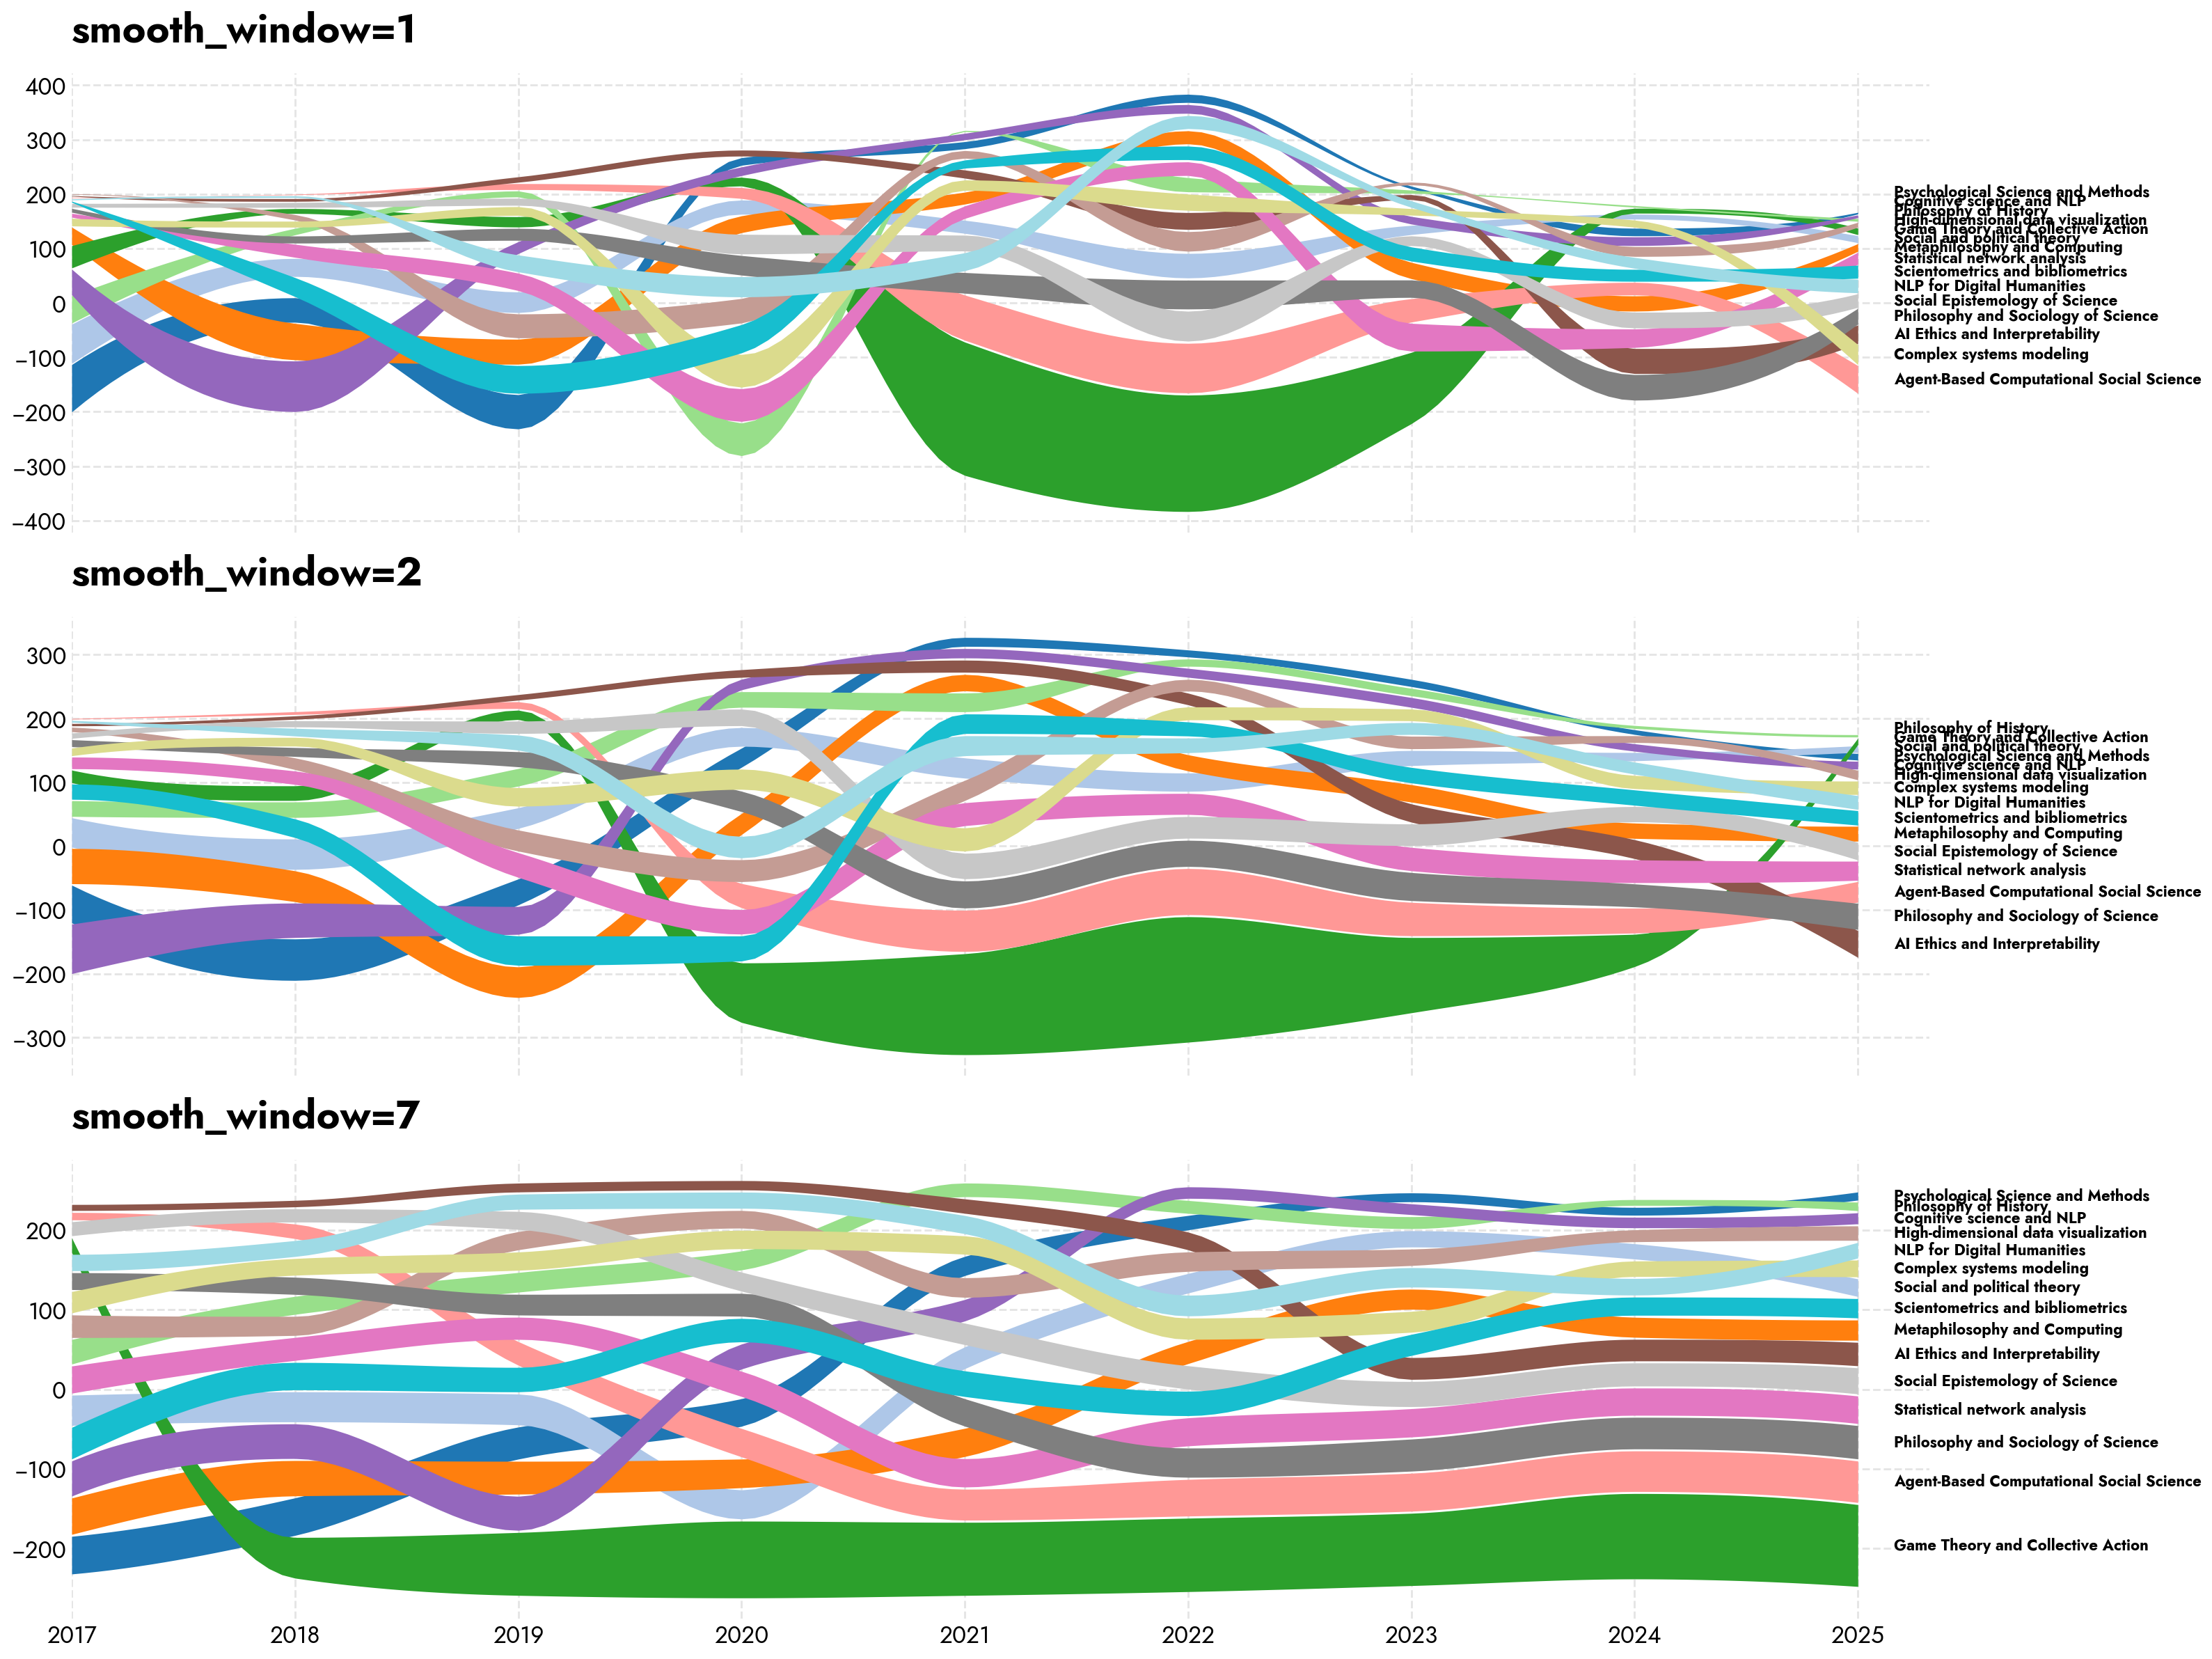 smooth_window=1
400
300
200
100
0
−100
−200
−300
−400
Psychological Science and Methods
Cognitive science and NLP
Philosophy of History
High-dimensional data visualization
Game Theory and Collective Action
Social and political theory
Metaphilosophy and Computing
Statistical network analysis
Scientometrics and bibliometrics
NLP for Digital Humanities
Social Epistemology of Science
Philosophy and Sociology of Science
AI Ethics and Interpretability
Complex systems modeling
Agent-Based Computational Social Science
smooth_window=2
300
200
100
0
−100
−200
−300
Philosophy of History
Game Theory and Collective Action
Social and political theory
Psychological Science and Methods
Cognitive science and NLP
High-dimensional data visualization
Complex systems modeling
NLP for Digital Humanities
Scientometrics and bibliometrics
Metaphilosophy and Computing
Social Epistemology of Science
Statistical network analysis
Agent-Based Computational Social Science
Philosophy and Sociology of Science
AI Ethics and Interpretability
smooth_window=7
200
100
0
−100
−200
Psychological Science and Methods
Philosophy of History
Cognitive science and NLP
High-dimensional data visualization
NLP for Digital Humanities
Complex systems modeling
Social and political theory
Scientometrics and bibliometrics
Metaphilosophy and Computing
AI Ethics and Interpretability
Social Epistemology of Science
Statistical network analysis
Philosophy and Sociology of Science
Agent-Based Computational Social Science
Game Theory and Collective Action
2017 2018 2019 2020 2021 2022 2023 2024 2025